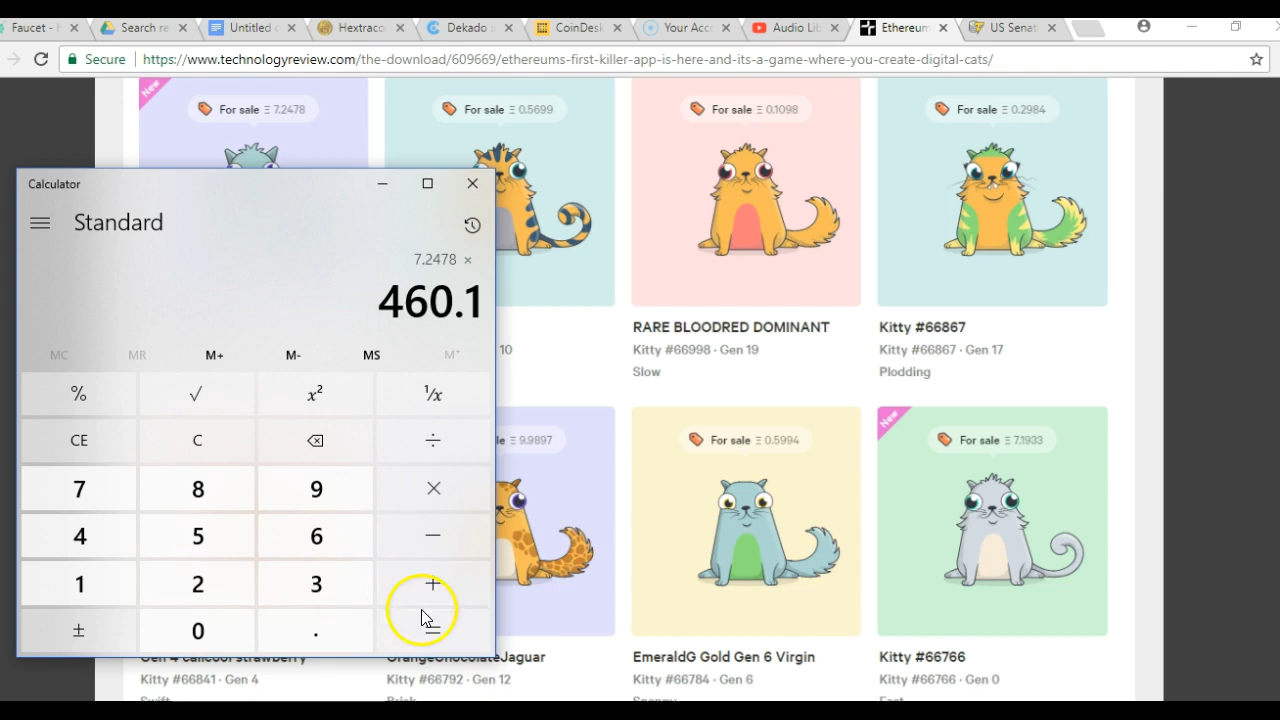 Faucet -
Search re
Untitled
Hextraco
Dekado
CoinDesk
Your Acc
Audio Lib
Ethereum
US Senat
Secure
https://www.technologyreview.com/the-download/609669/ethereums-first-killer-app-is-here-and-its-a-game-where-you-create-digital-cats/
New
For sale Ξ 7.2478
For sale Ξ 0.5699
For sale Ξ 0.1098
For sale Ξ 0.2984
Calculator
Standard
7.2478 ×
460.1
MC MR M+ M- MS M˅
% √ x² ¹/x
CE C ⌫ ÷
7 8 9 ×
4 5 6 −
1 2 3 +
± 0 . =
10
RARE BLOODRED DOMINANT
Kitty #66998 · Gen 19
Slow
Kitty #66867
Kitty #66867 · Gen 17
Plodding
le Ξ 9.9897
For sale Ξ 0.5994
New
For sale Ξ 7.1933
Gen 4 calicool strawberry
Kitty #66841 · Gen 4
Swift
OrangeChocolateJaguar
Kitty #66792 · Gen 12
Brisk
EmeraldG Gold Gen 6 Virgin
Kitty #66784 · Gen 6
Snappy
Kitty #66766
Kitty #66766 · Gen 0
Fast